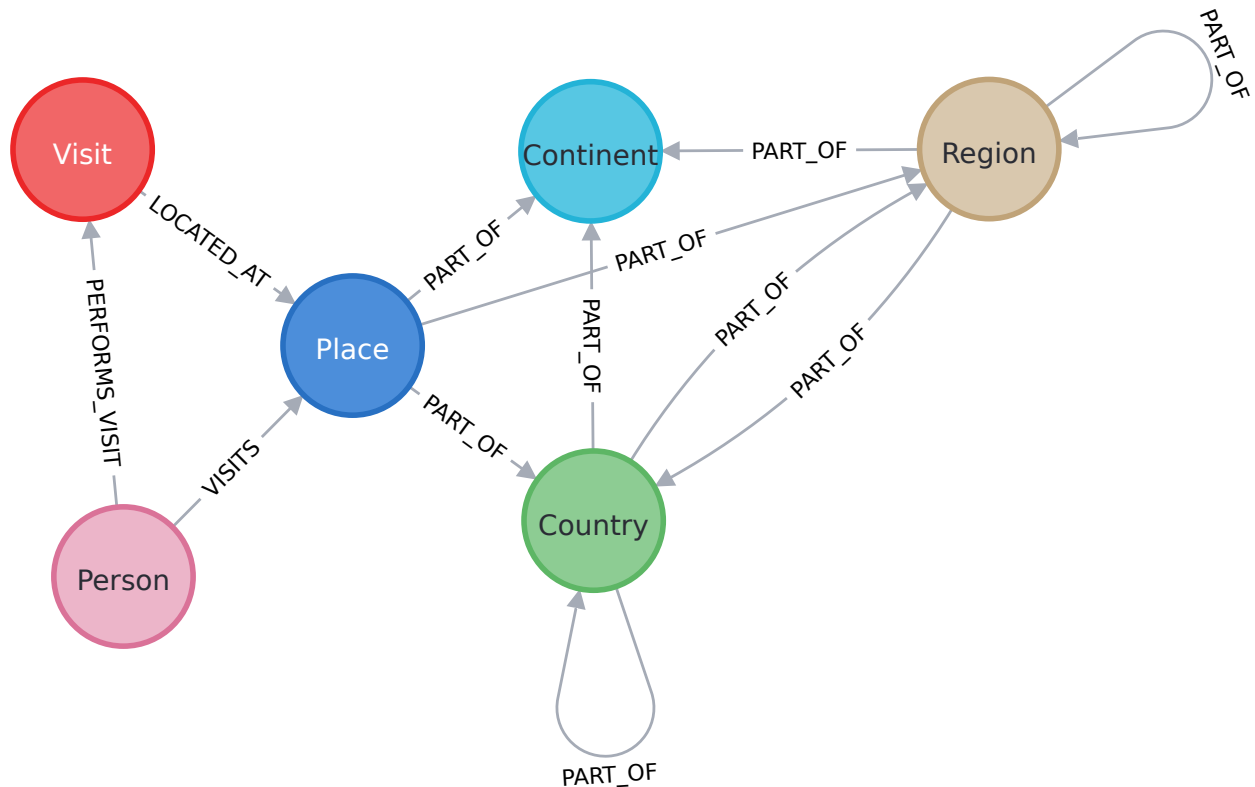 PART_OF
Visit
Continent
PART_OF
Region
LOCATED_AT
PART_OF
PART_OF
PERFORMS_VISIT
Place
PART_OF
PART_OF
PART_OF
PART_OF
VISITS
Country
Person
PART_OF